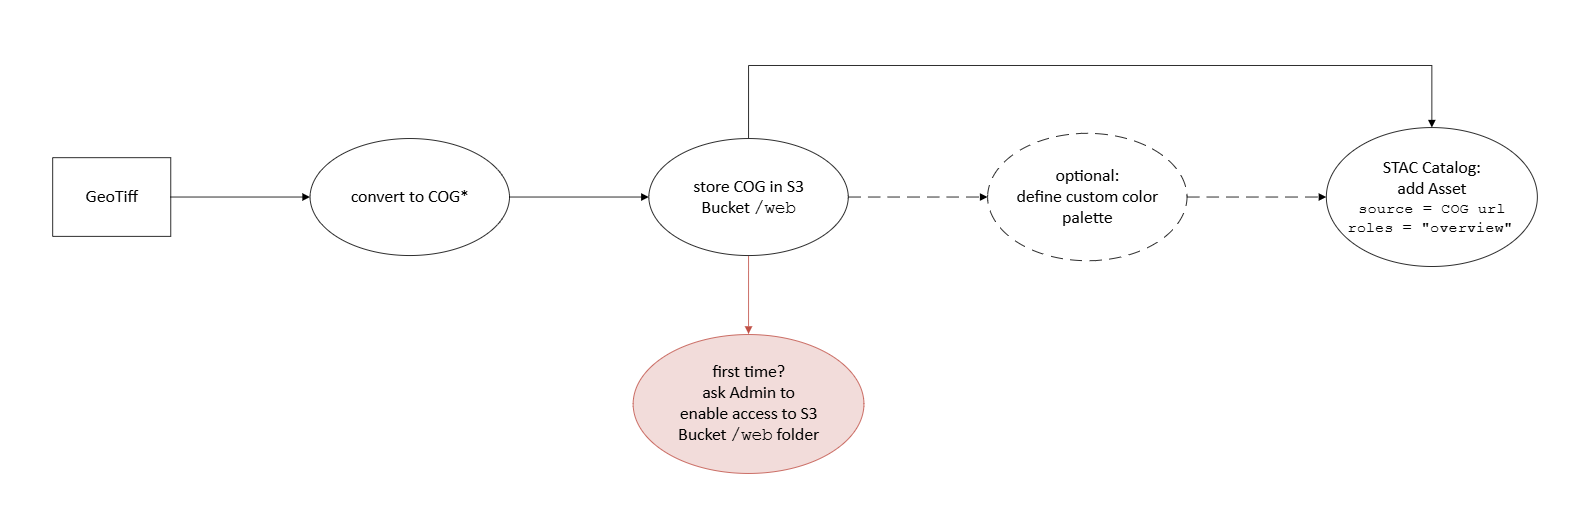 GeoTiff
convert to COG*
store COG in S3
Bucket /web
optional:
define custom color
palette
STAC Catalog:
add Asset
source = COG url
roles = "overview"
first time?
ask Admin to
enable access to S3
Bucket /web folder